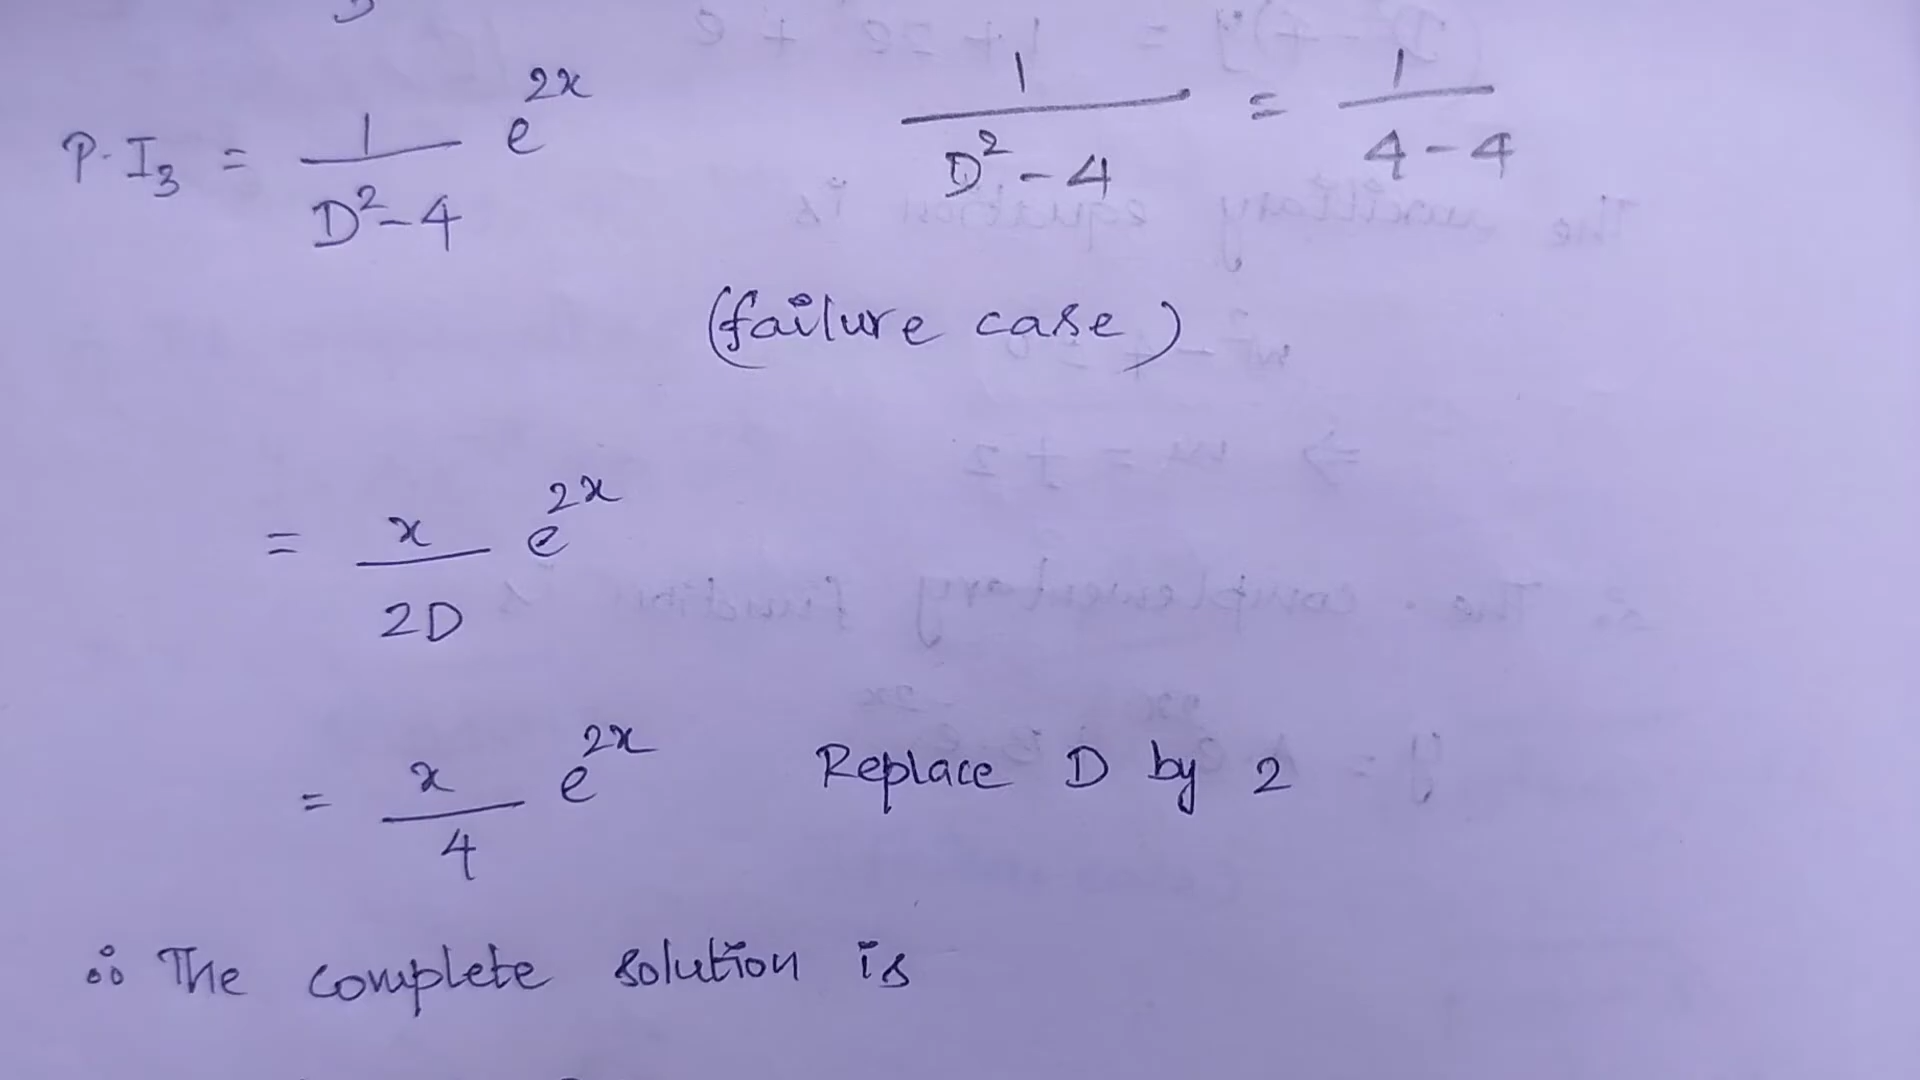 P.I₃ = 1/(D²-4) e^(2x)    1/(D²-4) = 1/(4-4)
(failure case)
= x/(2D) e^(2x)
= x/4 e^(2x)    Replace D by 2
∴ The complete solution is